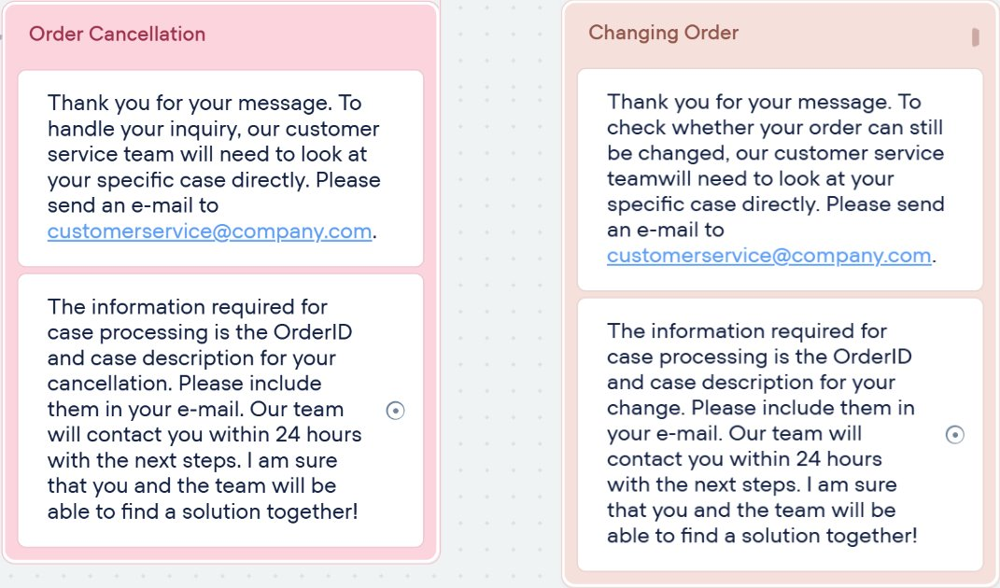 Order Cancellation
Thank you for your message. To
handle your inquiry, our customer
service team will need to look at
your specific case directly. Please
send an e-mail to
customerservice@company.com.
The information required for
case processing is the OrderID
and case description for your
cancellation. Please include
them in your e-mail. Our team
will contact you within 24 hours
with the next steps. I am sure
that you and the team will be
able to find a solution together!
Changing Order
Thank you for your message. To
check whether your order can still
be changed, our customer service
teamwill need to look at your
specific case directly. Please send
an e-mail to
customerservice@company.com.
The information required for
case processing is the OrderID
and case description for your
change. Please include them in
your e-mail. Our team will
contact you within 24 hours
with the next steps. I am sure
that you and the team will be
able to find a solution together!